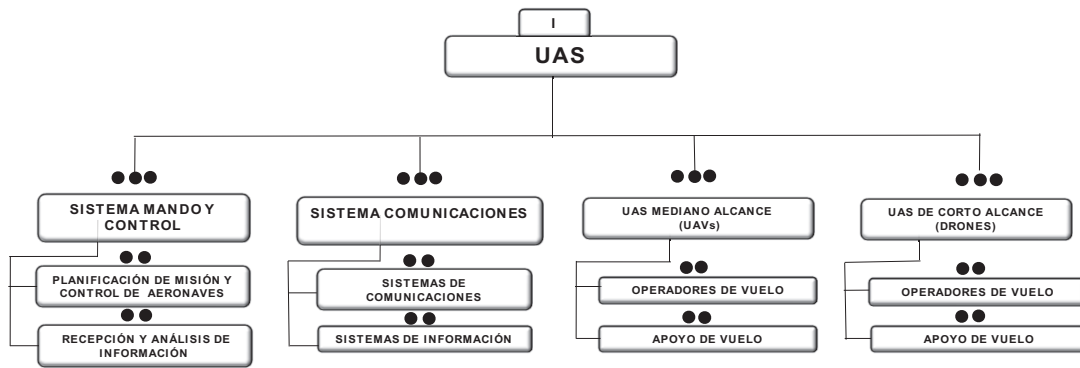 I
UAS
SISTEMA MANDO Y
CONTROL
PLANIFICACIÓN DE MISIÓN Y
CONTROL DE AERONAVES
RECEPCIÓN Y ANÁLISIS DE
INFORMACIÓN
SISTEMA COMUNICACIONES
SISTEMAS DE
COMUNICACIONES
SISTEMAS DE INFORMACIÓN
UAS MEDIANO ALCANCE
(UAVs)
OPERADORES DE VUELO
APOYO DE VUELO
UAS DE CORTO ALCANCE
(DRONES)
OPERADORES DE VUELO
APOYO DE VUELO